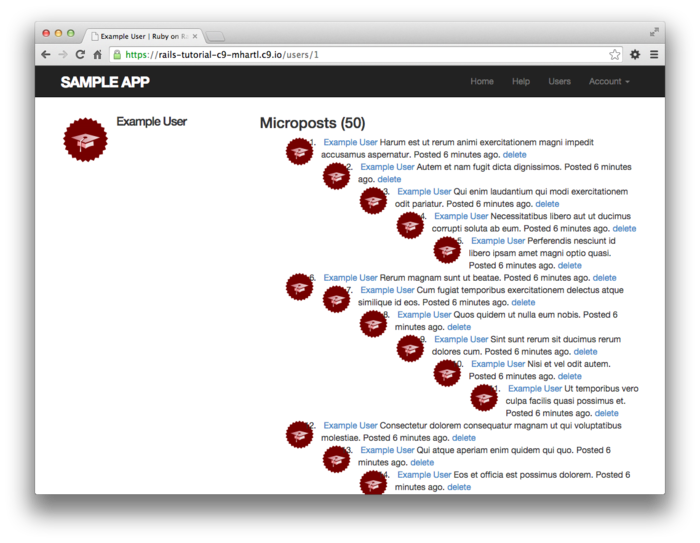 Example User | Ruby on Ra
https://rails-tutorial-c9-mhartl.c9.io/users/1
SAMPLE APP
Home Help Users Account
Example User
Microposts (50)
1. Example User Harum est ut rerum animi exercitationem magni impedit
accusamus aspernatur. Posted 6 minutes ago. delete
2. Example User Autem et nam fugit dicta dignissimos. Posted 6 minutes
ago. delete
3. Example User Qui enim laudantium qui modi exercitationem
odit pariatur. Posted 6 minutes ago. delete
4. Example User Necessitatibus libero aut ut ducimus
corrupti soluta ab eum. Posted 6 minutes ago. delete
5. Example User Perferendis nesciunt id
libero ipsam amet magni optio quasi.
Posted 6 minutes ago. delete
6. Example User Rerum magnam sunt ut beatae. Posted 6 minutes ago. delete
7. Example User Cum fugiat temporibus exercitationem delectus atque
similique id eos. Posted 6 minutes ago. delete
8. Example User Quos quidem ut nulla eum nobis. Posted 6
minutes ago. delete
9. Example User Sint sunt rerum sit ducimus rerum
dolores cum. Posted 6 minutes ago. delete
0. Example User Nisi et vel odit autem.
Posted 6 minutes ago. delete
1. Example User Ut temporibus vero
culpa facilis quasi possimus et.
Posted 6 minutes ago. delete
2. Example User Consectetur dolorem consequatur magnam ut qui voluptatibus
molestiae. Posted 6 minutes ago. delete
3. Example User Qui atque aperiam enim quidem qui quo. Posted 6
minutes ago. delete
4. Example User Eos et officia est possimus dolorem. Posted 6
minutes ago. delete